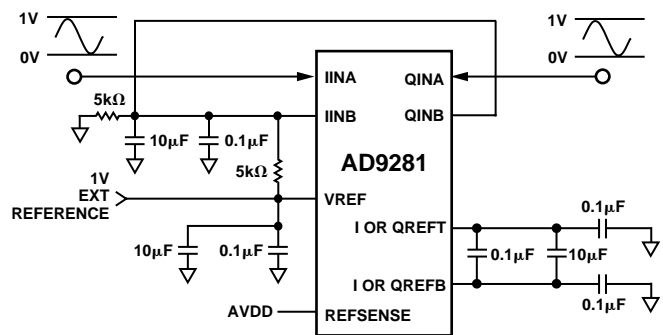 1V
0V
1V
0V
IINA
QINA
5kΩ
IINB
QINB
10µF
0.1µF
AD9281
5kΩ
1V
EXT
REFERENCE
VREF
0.1µF
I OR QREFT
10µF
0.1µF
0.1µF
10µF
I OR QREFB
0.1µF
AVDD
REFSENSE